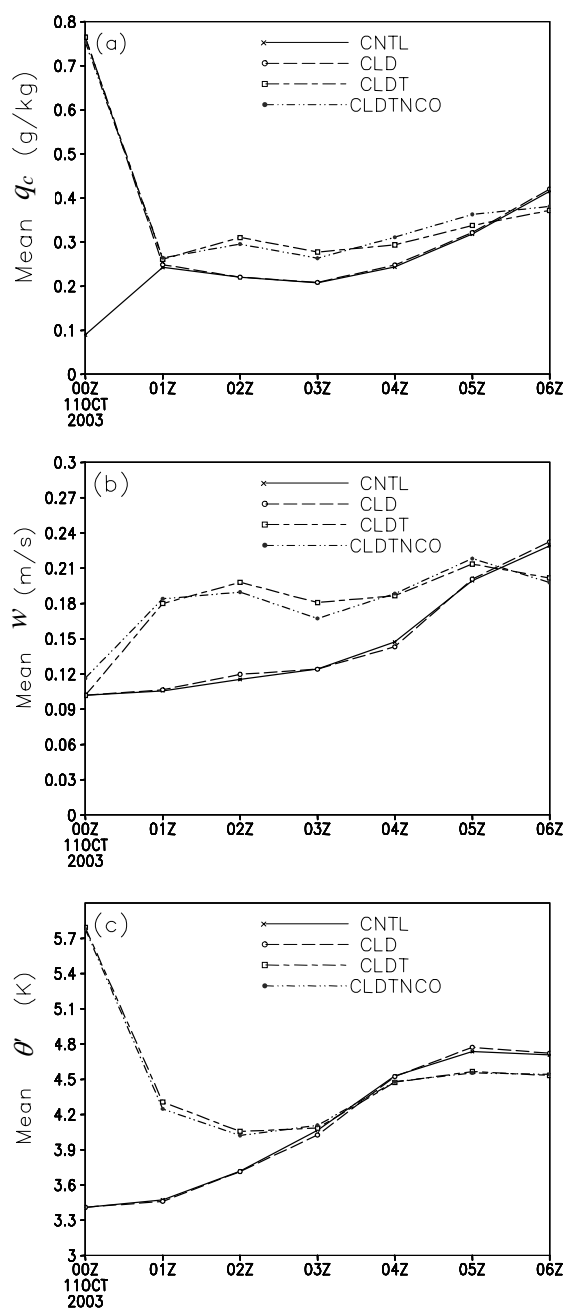 (a)
CNTL
CLD
CLDT
CLDTNCO
Mean qc (g/kg)
0.8
0.7
0.6
0.5
0.4
0.3
0.2
0.1
0
00Z 01Z 02Z 03Z 04Z 05Z 06Z
11OCT
2003
(b)
CNTL
CLD
CLDT
CLDTNCO
Mean w (m/s)
0.3
0.27
0.24
0.21
0.18
0.15
0.12
0.09
0.06
0.03
0
00Z 01Z 02Z 03Z 04Z 05Z 06Z
11OCT
2003
(c)
CNTL
CLD
CLDT
CLDTNCO
Mean θ' (K)
5.7
5.4
5.1
4.8
4.5
4.2
3.9
3.6
3.3
3
00Z 01Z 02Z 03Z 04Z 05Z 06Z
11OCT
2003